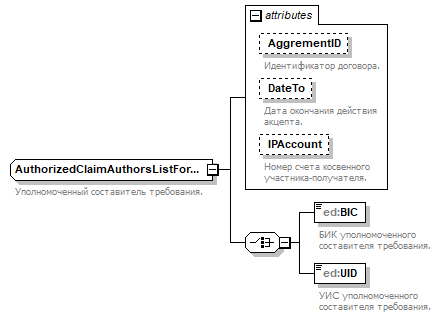 attributes
AggrementID
Идентификатор договора.
DateTo
Дата окончания действия
акцепта.
IPAccount
Номер счета косвенного
участника-получателя.
AuthorizedClaimAuthorsListFor...
Уполномоченный составитель требования.
ed:BIC
БИК уполномоченного
составителя требования.
ed:UID
УИС уполномоченного
составителя требования.